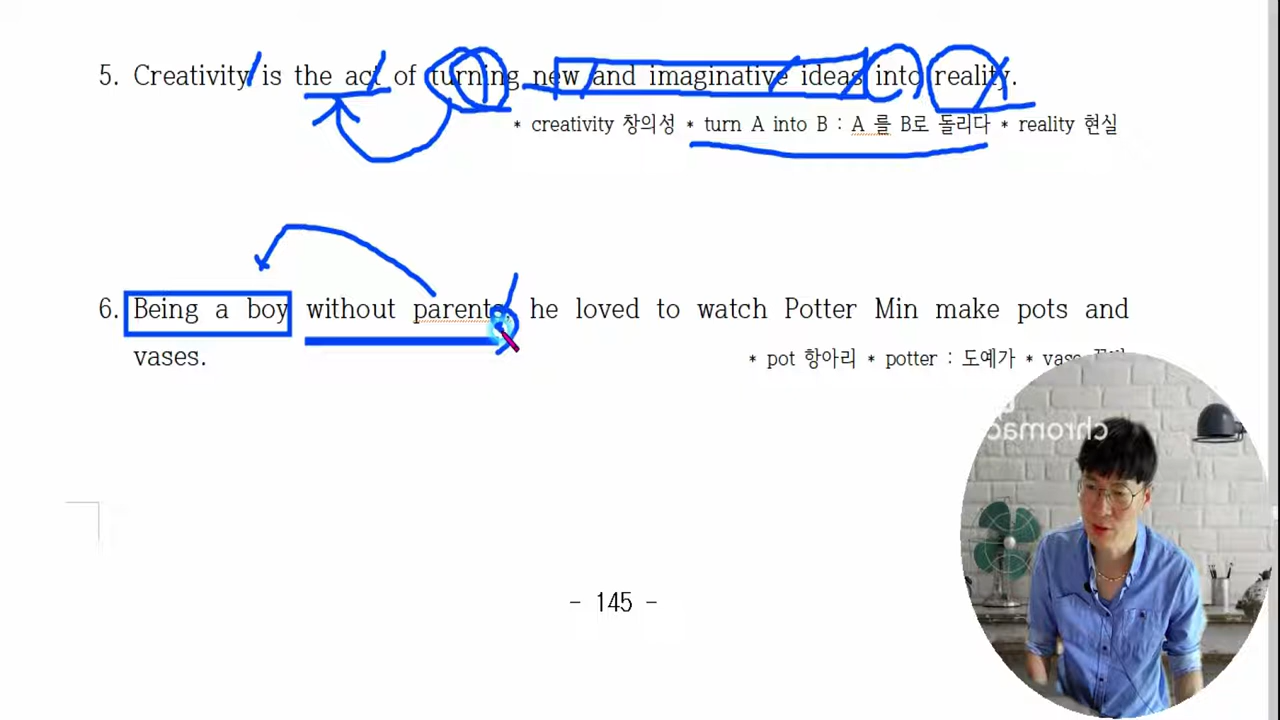 5. Creativity is the act of turning new and imaginative ideas into reality.
* creativity 창의성 * turn A into B : A 를 B로 돌리다 * reality 현실
6. Being a boy without parents, he loved to watch Potter Min make pots and
vases.
* pot 항아리 * potter : 도예가 * vase
chromac
- 145 -